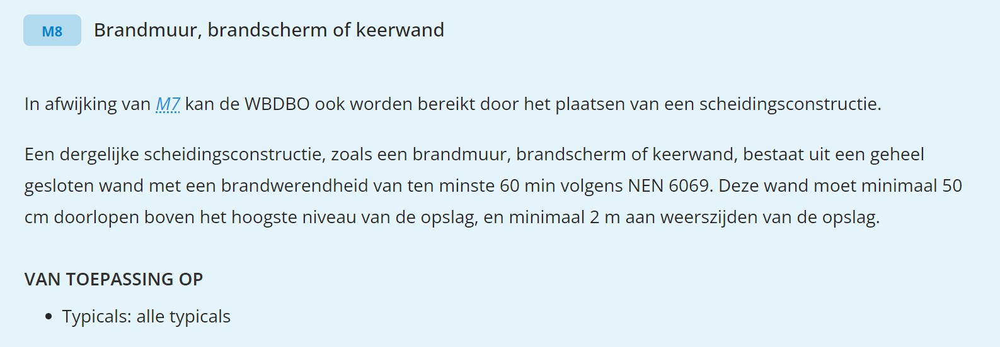 M8 Brandmuur, brandscherm of keerwand
In afwijking van M7 kan de WBDBO ook worden bereikt door het plaatsen van een scheidingsconstructie.
Een dergelijke scheidingsconstructie, zoals een brandmuur, brandscherm of keerwand, bestaat uit een geheel
gesloten wand met een brandwerendheid van ten minste 60 min volgens NEN 6069. Deze wand moet minimaal 50
cm doorlopen boven het hoogste niveau van de opslag, en minimaal 2 m aan weerszijden van de opslag.
VAN TOEPASSING OP
• Typicals: alle typicals